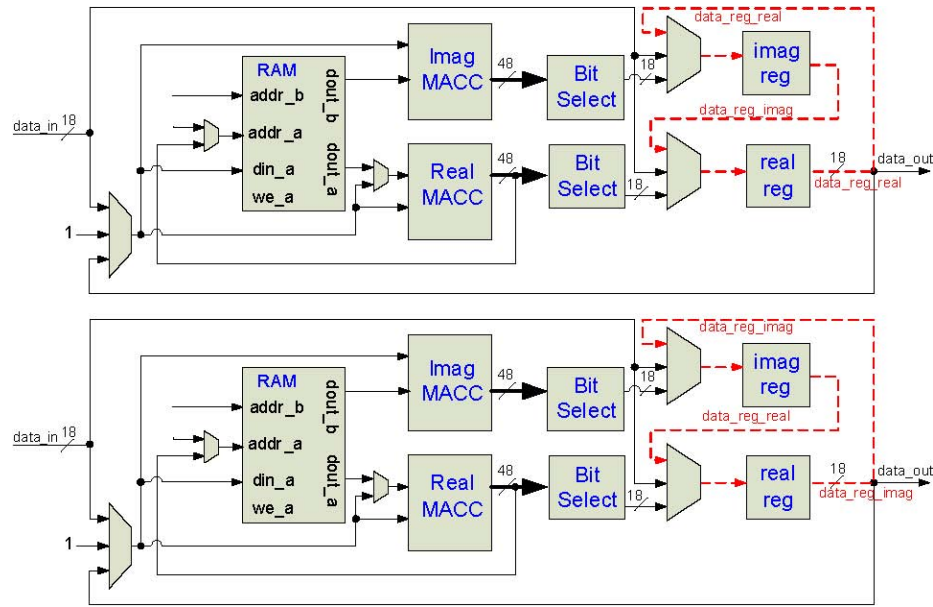 data_reg_real
RAM
Imag
MACC
48
Bit
Select
18
imag
reg
addr_b
dout_b
data_reg_imag
data_in 18
addr_a
din_a
dout_a
we_a
Real
MACC
48
Bit
Select
18
real
reg
18
data_reg_real
data_out
1
data_reg_imag
RAM
Imag
MACC
48
Bit
Select
18
imag
reg
addr_b
dout_b
data_reg_real
data_in 18
addr_a
din_a
dout_a
we_a
Real
MACC
48
Bit
Select
18
real
reg
18
data_reg_imag
data_out
1